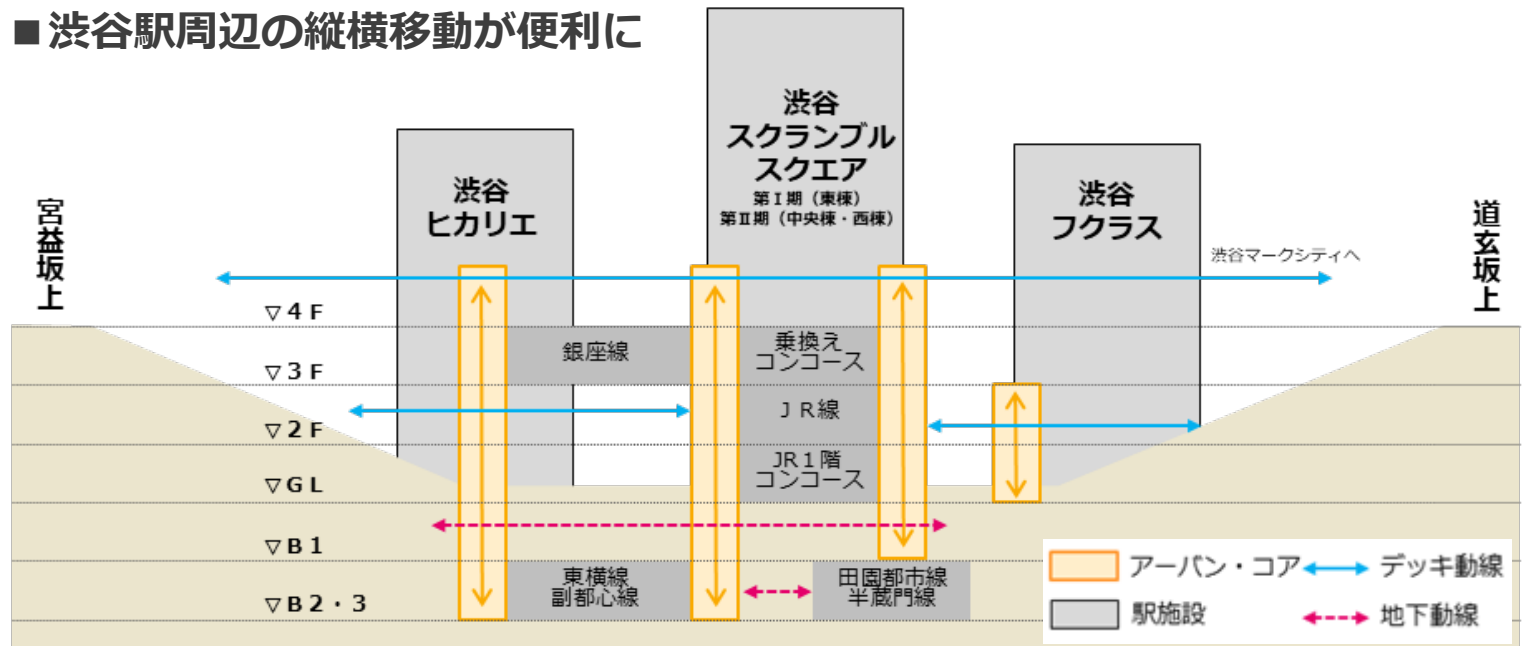 ■渋谷駅周辺の縦横移動が便利に
渋谷
スクランブル
スクエア
第Ⅰ期（東棟）
第Ⅱ期（中央棟・西棟）
渋谷
ヒカリエ
渋谷
フクラス
宮益坂上
道玄坂上
渋谷マークシティへ
▽4F
銀座線
乗換え
コンコース
▽3F
JR線
▽2F
JR1階
コンコース
▽GL
▽B1
東横線
副都心線
田園都市線
半蔵門線
▽B2・3
アーバン・コア
デッキ動線
駅施設
地下動線